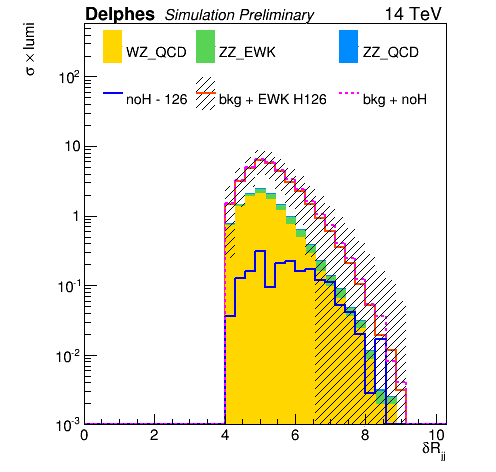 Delphes Simulation Preliminary 14 TeV
σ × lumi
WZ_QCD ZZ_EWK ZZ_QCD
noH - 126 bkg + EWK H126 bkg + noH
10²
10
1
10⁻¹
10⁻²
10⁻³
0 2 4 6 8 10
δR_jj